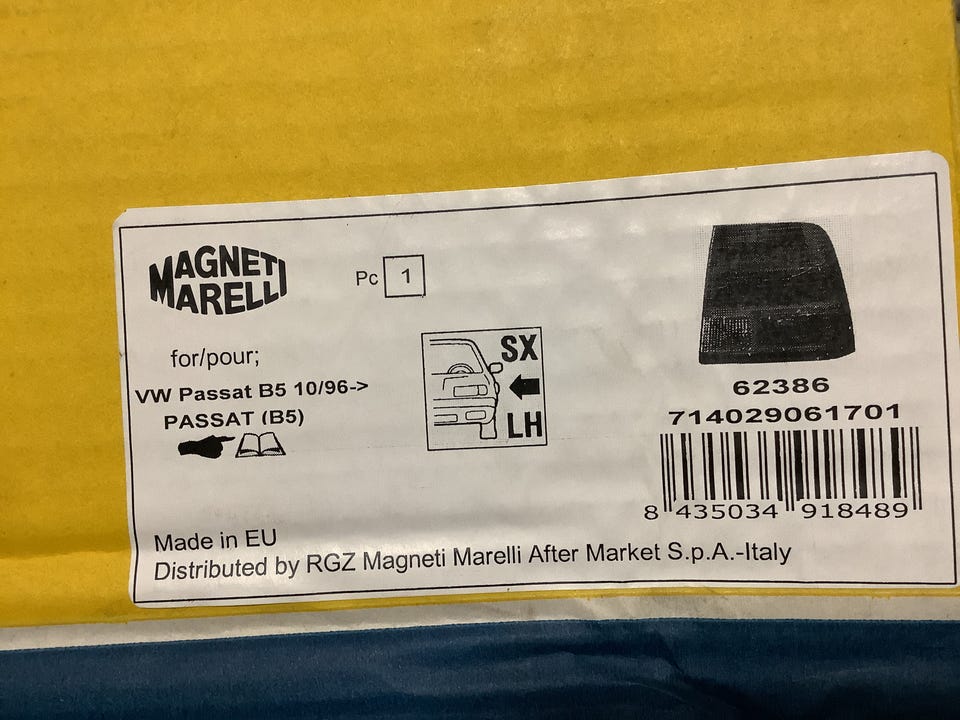 MAGNETI
MARELLI
Pc 1
for/pour;
VW Passat B5 10/96->
PASSAT (B5)
SX
LH
62386
714029061701
8 435034 918489
Made in EU
Distributed by RGZ Magneti Marelli After Market S.p.A.-Italy